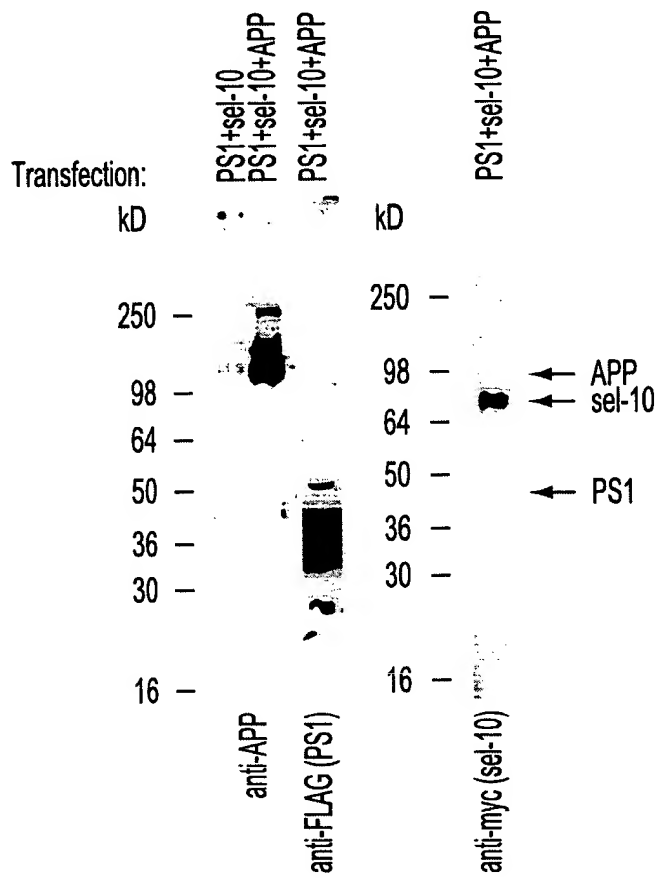 PS1+sel-10
PS1+sel-10+APP
PS1+sel-10+APP
PS1+sel-10+APP
Transfection:
kD
250
98
64
50
36
30
16
kD
250
98
64
50
36
30
16
APP
sel-10
PS1
anti-APP
anti-FLAG (PS1)
anti-myc (sel-10)